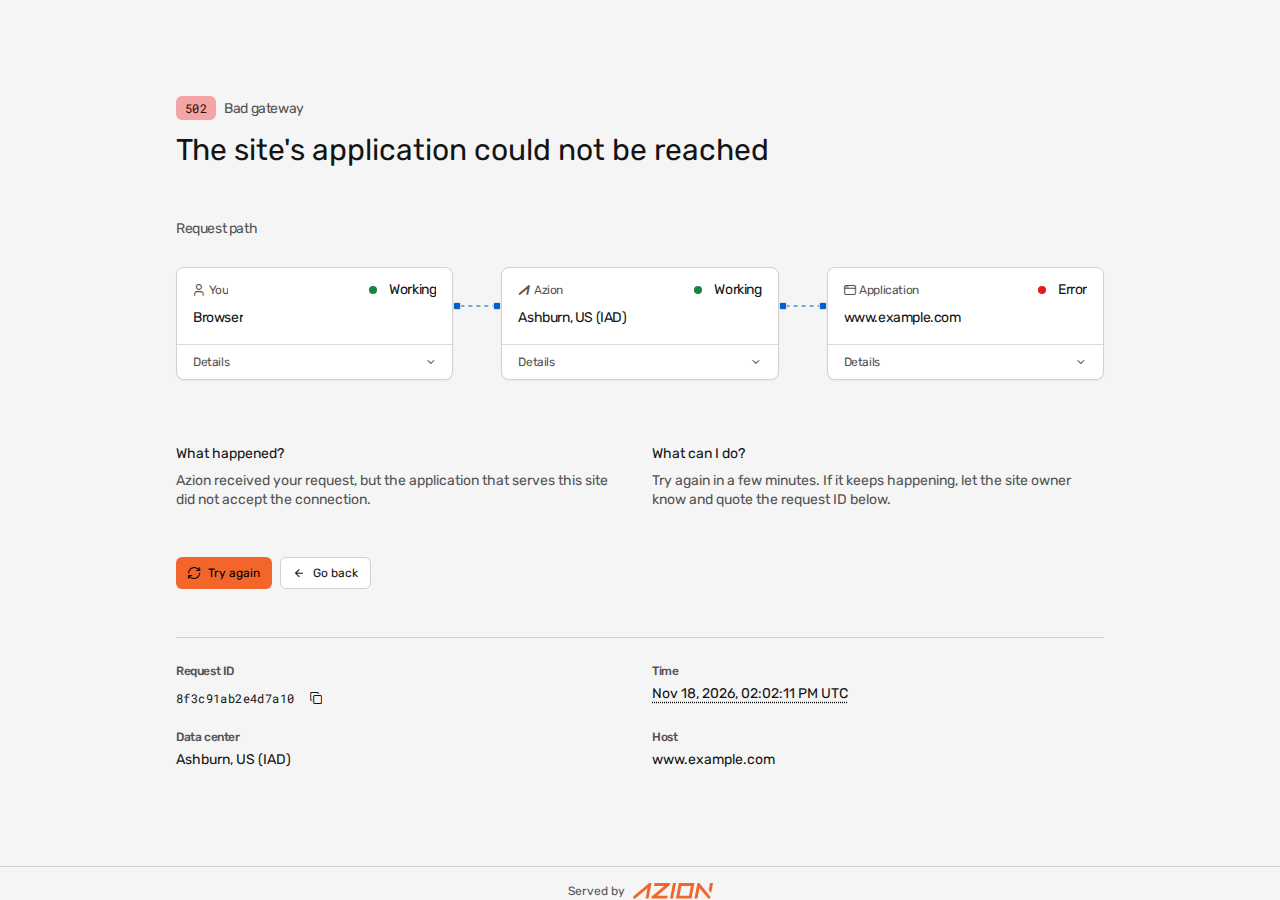 502 Bad gateway
The site's application could not be reached
Request path
You Working
Browser
Details
Azion Working
Ashburn, US (IAD)
Details
Application Error
www.example.com
Details
What happened?
Azion received your request, but the application that serves this site
did not accept the connection.
What can I do?
Try again in a few minutes. If it keeps happening, let the site owner
know and quote the request ID below.
Try again
Go back
Request ID
8f3c91ab2e4d7a10
Time
Nov 18, 2026, 02:02:11 PM UTC
Data center
Ashburn, US (IAD)
Host
www.example.com
Served by AZION